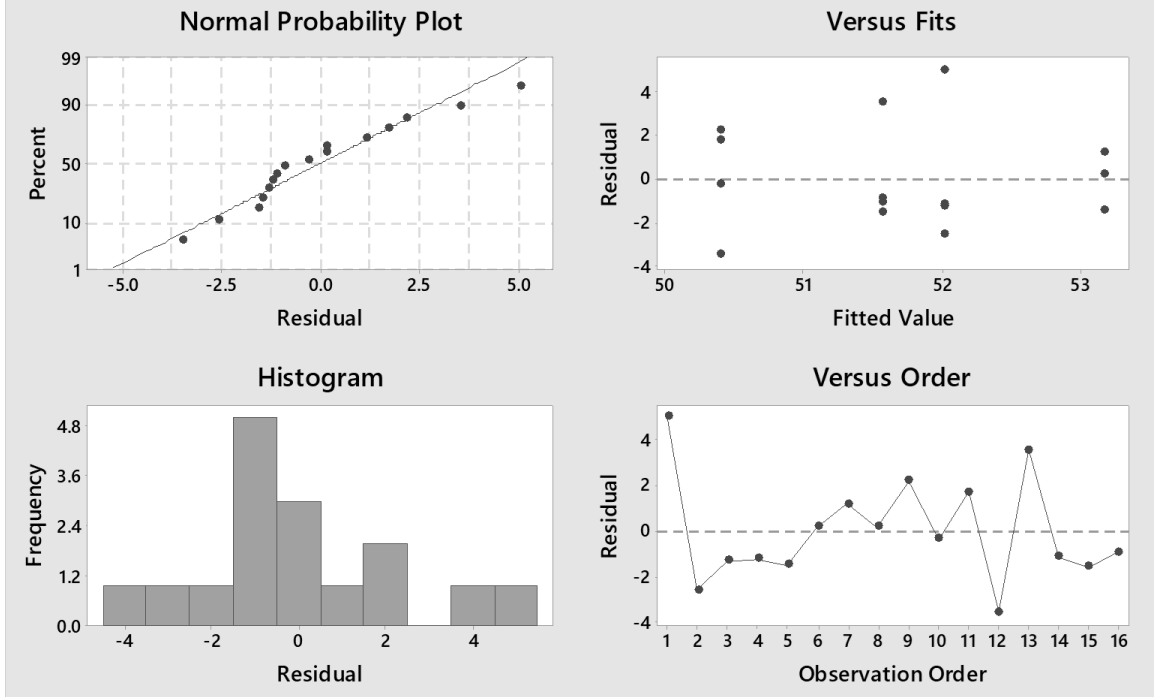 Normal Probability Plot
99
90
50
10
1
Percent
-5.0 -2.5 0.0 2.5 5.0
Residual
Versus Fits
4
2
0
-2
-4
Residual
50 51 52 53
Fitted Value
Histogram
4.8
3.6
2.4
1.2
0.0
Frequency
-4 -2 0 2 4
Residual
Versus Order
4
2
0
-2
-4
Residual
1 2 3 4 5 6 7 8 9 10 11 12 13 14 15 16
Observation Order